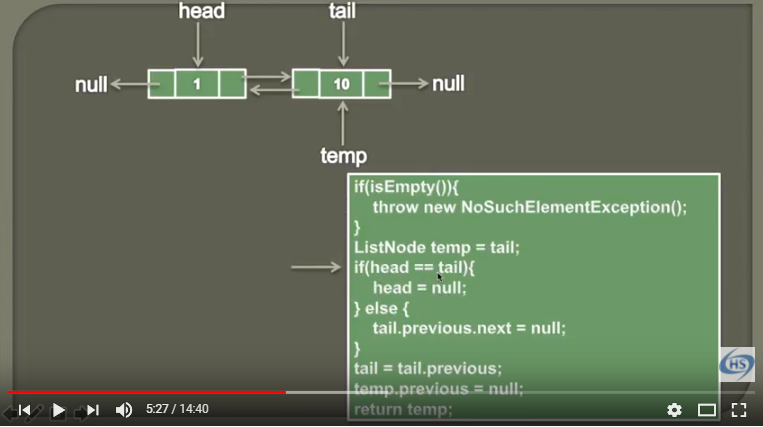 head
tail
null
1
10
null
temp
if(isEmpty()){
throw new NoSuchElementException();
}
ListNode temp = tail;
if(head == tail){
head = null;
} else {
tail.previous.next = null;
}
tail = tail.previous;
temp.previous = null;
return temp;
HS
5:27 / 14:40